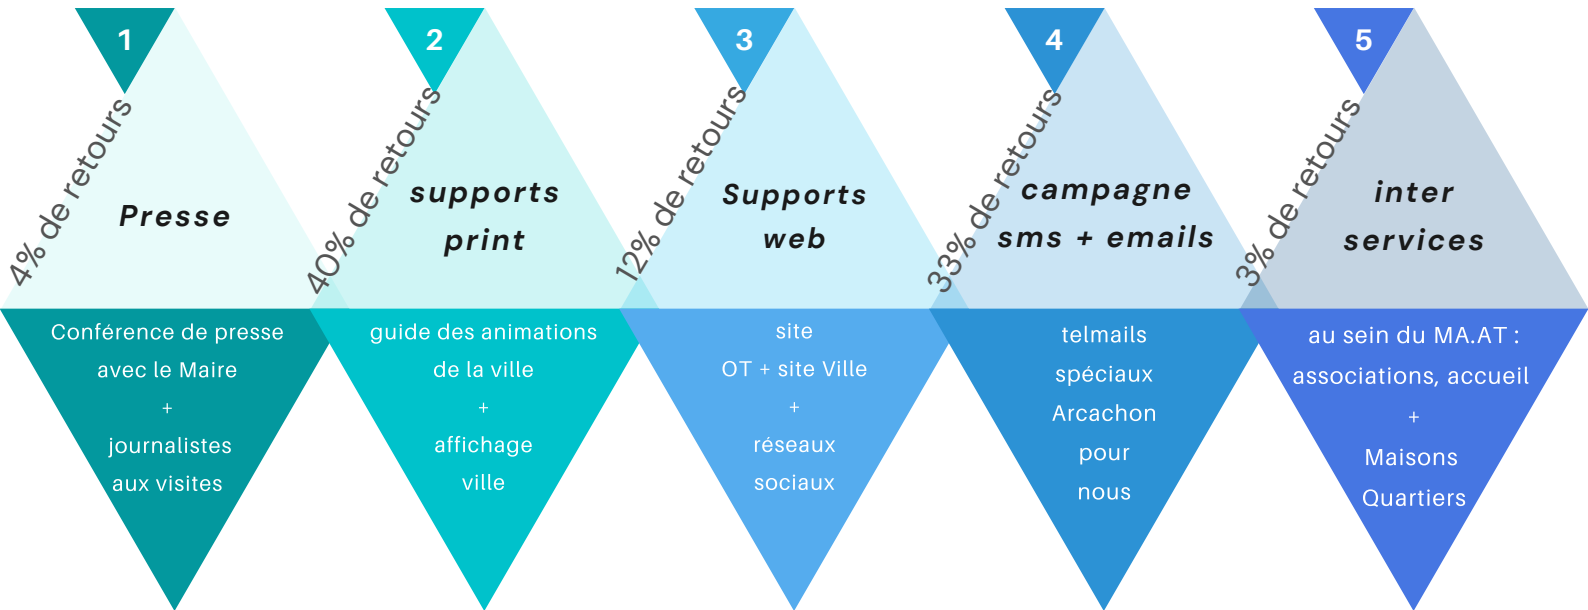 1
4% de retours
Presse
Conférence de presse
avec le Maire
+
journalistes
aux visites
2
40% de retours
supports
print
guide des animations
de la ville
+
affichage
ville
3
12% de retours
Supports
web
site
OT + site Ville
+
réseaux
sociaux
4
33% de retours
campagne
sms + emails
telmails
spéciaux
Arcachon
pour
nous
5
3% de retours
inter
services
au sein du MA.AT :
associations, accueil
+
Maisons
Quartiers